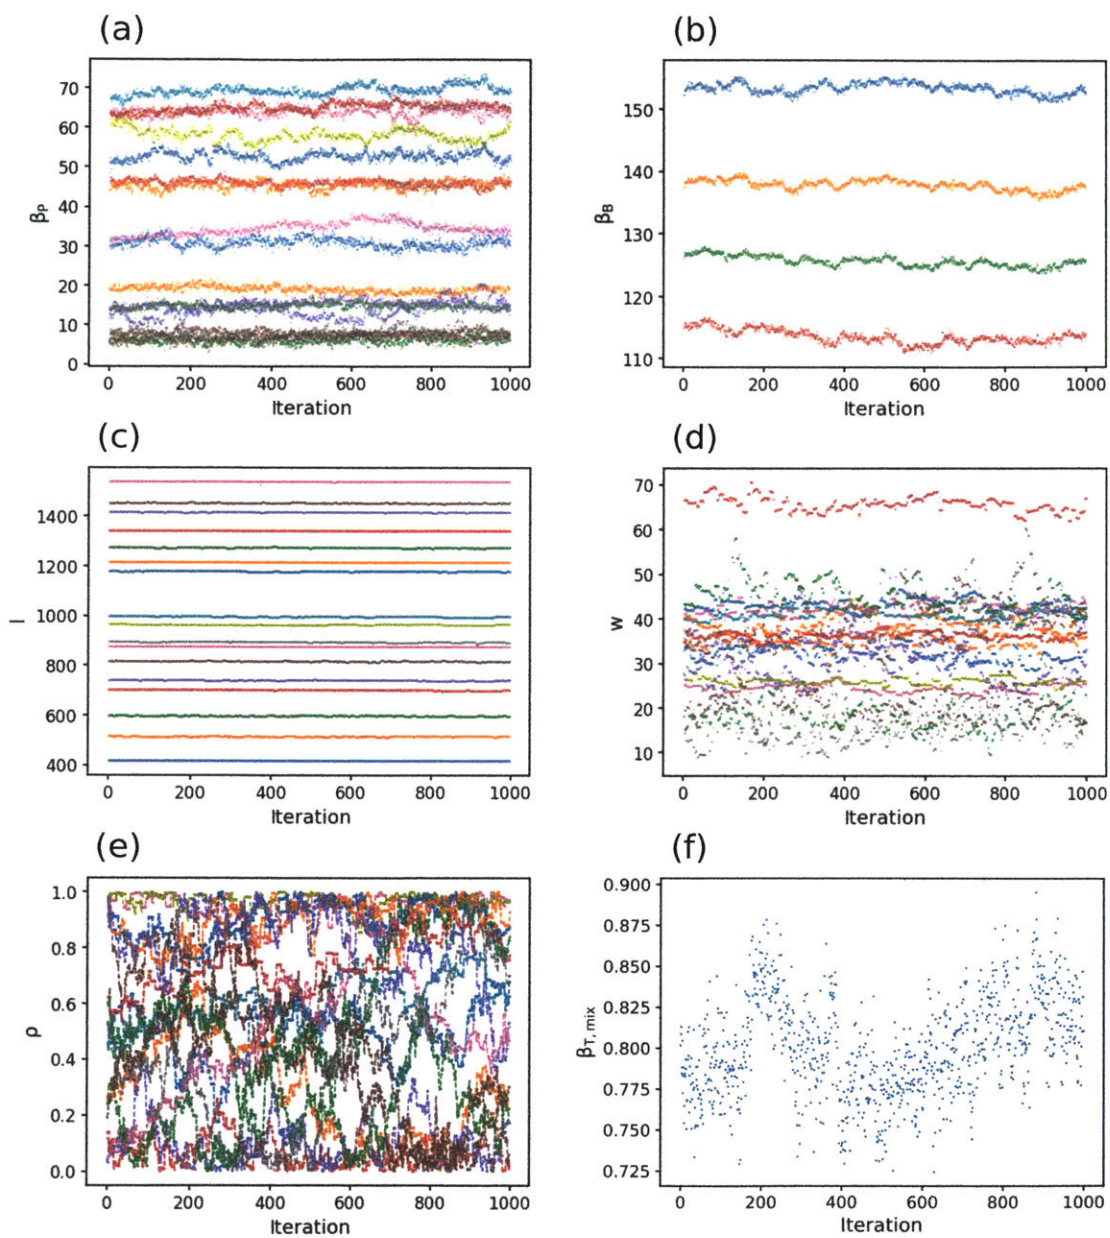 (a)
70
60
50
40
30
20
10
0
βP
0 200 400 600 800 1000
Iteration
(b)
150
140
130
120
110
βB
0 200 400 600 800 1000
Iteration
(c)
1400
1200
1000
800
600
400
l
0 200 400 600 800 1000
Iteration
(d)
70
60
50
40
30
20
10
w
0 200 400 600 800 1000
Iteration
(e)
1.0
0.8
0.6
0.4
0.2
0.0
ρ
0 200 400 600 800 1000
Iteration
(f)
0.900
0.875
0.850
0.825
0.800
0.775
0.750
0.725
βT,mix
0 200 400 600 800 1000
Iteration